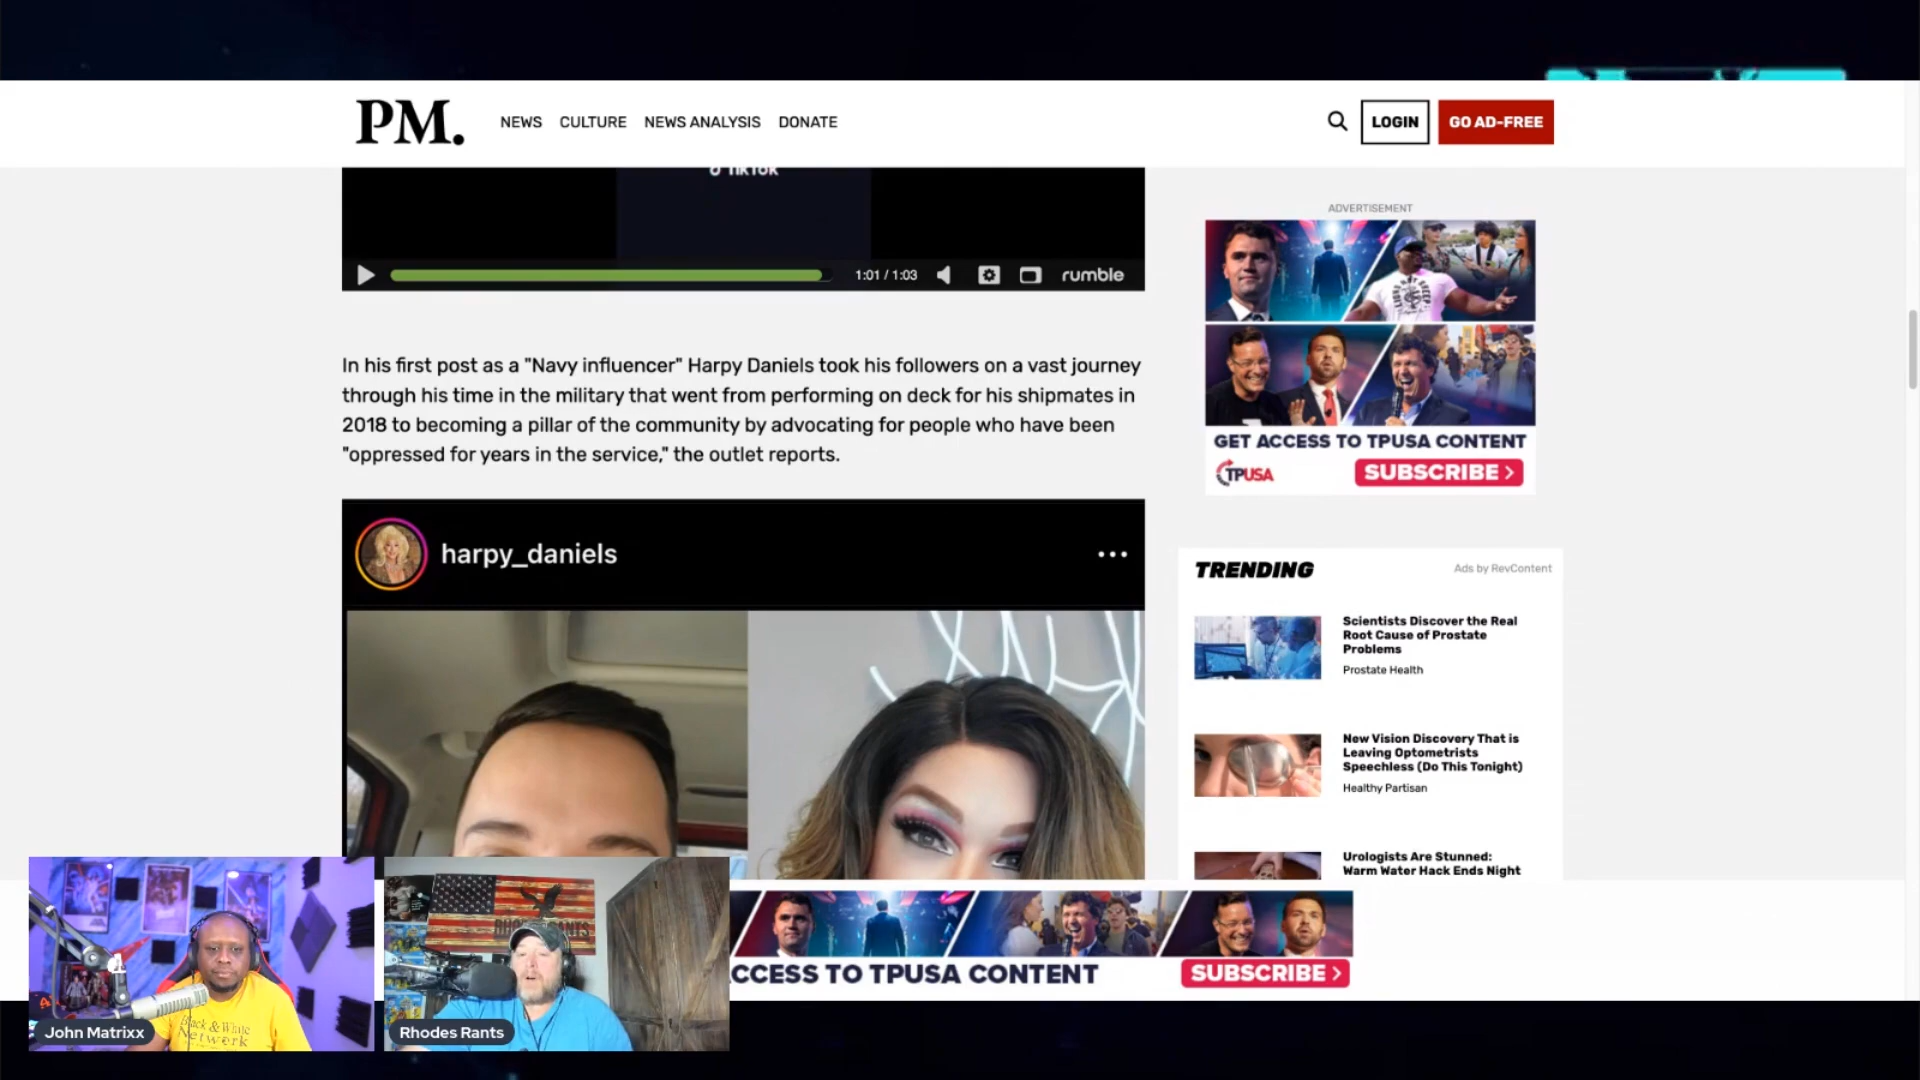 PM.
NEWS CULTURE NEWS ANALYSIS DONATE
LOGIN
GO AD-FREE
TikTok
1:01 / 1:03
rumble
ADVERTISEMENT
GET ACCESS TO TPUSA CONTENT
TPUSA
SUBSCRIBE >
In his first post as a "Navy influencer" Harpy Daniels took his followers on a vast journey
through his time in the military that went from performing on deck for his shipmates in
2018 to becoming a pillar of the community by advocating for people who have been
"oppressed for years in the service," the outlet reports.
harpy_daniels
TRENDING
Ads by RevContent
Scientists Discover the Real
Root Cause of Prostate
Problems
Prostate Health
New Vision Discovery That is
Leaving Optometrists
Speechless (Do This Tonight)
Healthy Partisan
Urologists Are Stunned:
Warm Water Hack Ends Night
CCESS TO TPUSA CONTENT
SUBSCRIBE >
Black & White
Network
John Matrixx
RHODES RANTS
Rhodes Rants